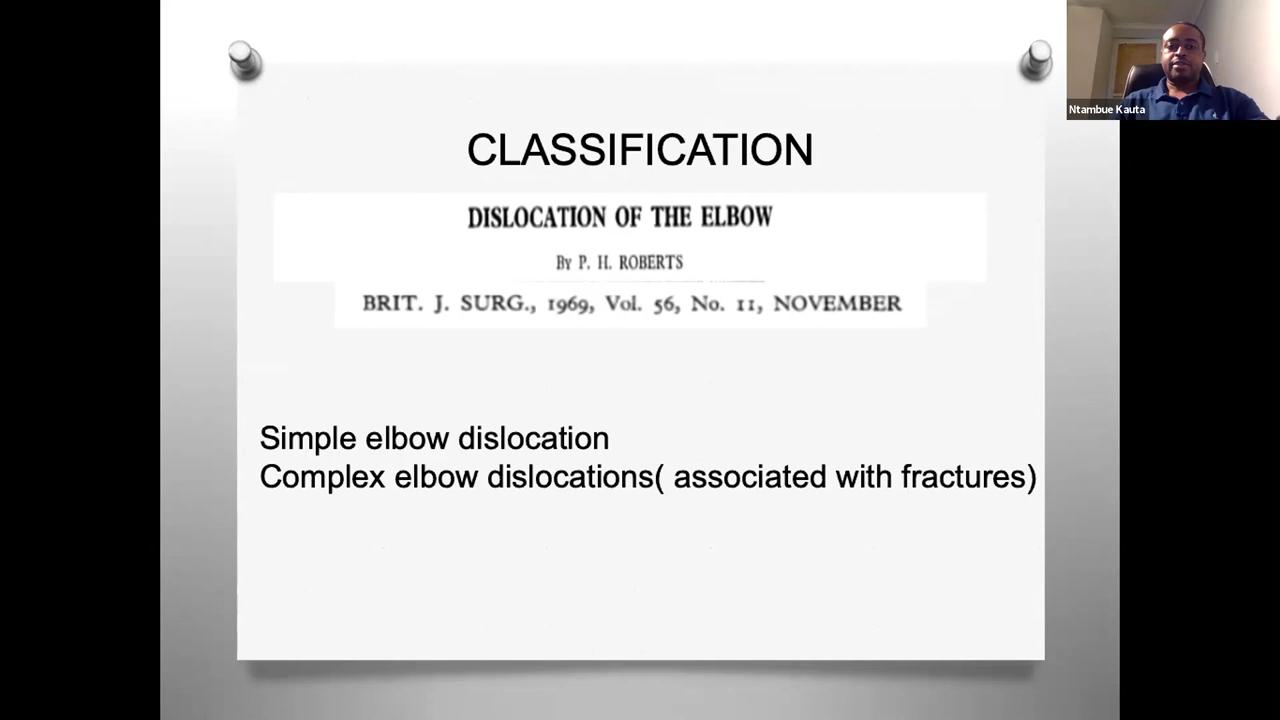 CLASSIFICATION
DISLOCATION OF THE ELBOW
By P. H. ROBERTS
BRIT. J. SURG., 1969, Vol. 56, No. 11, NOVEMBER
Simple elbow dislocation
Complex elbow dislocations( associated with fractures)
Ntambue Kauta